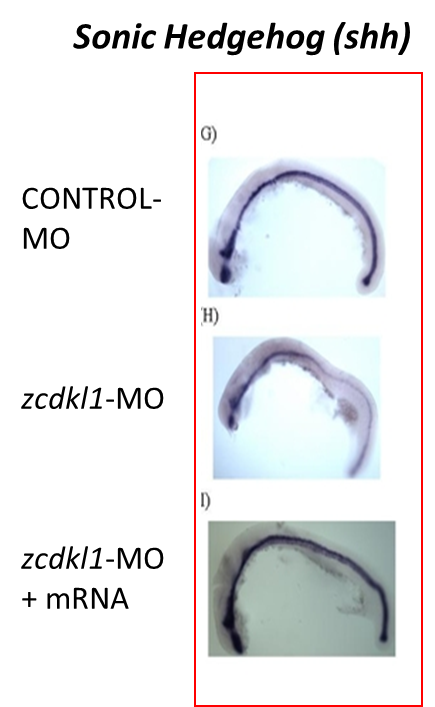 Sonic Hedgehog (shh)
G)
CONTROL-
MO
H)
zcdkl1-MO
I)
zcdkl1-MO
+ mRNA